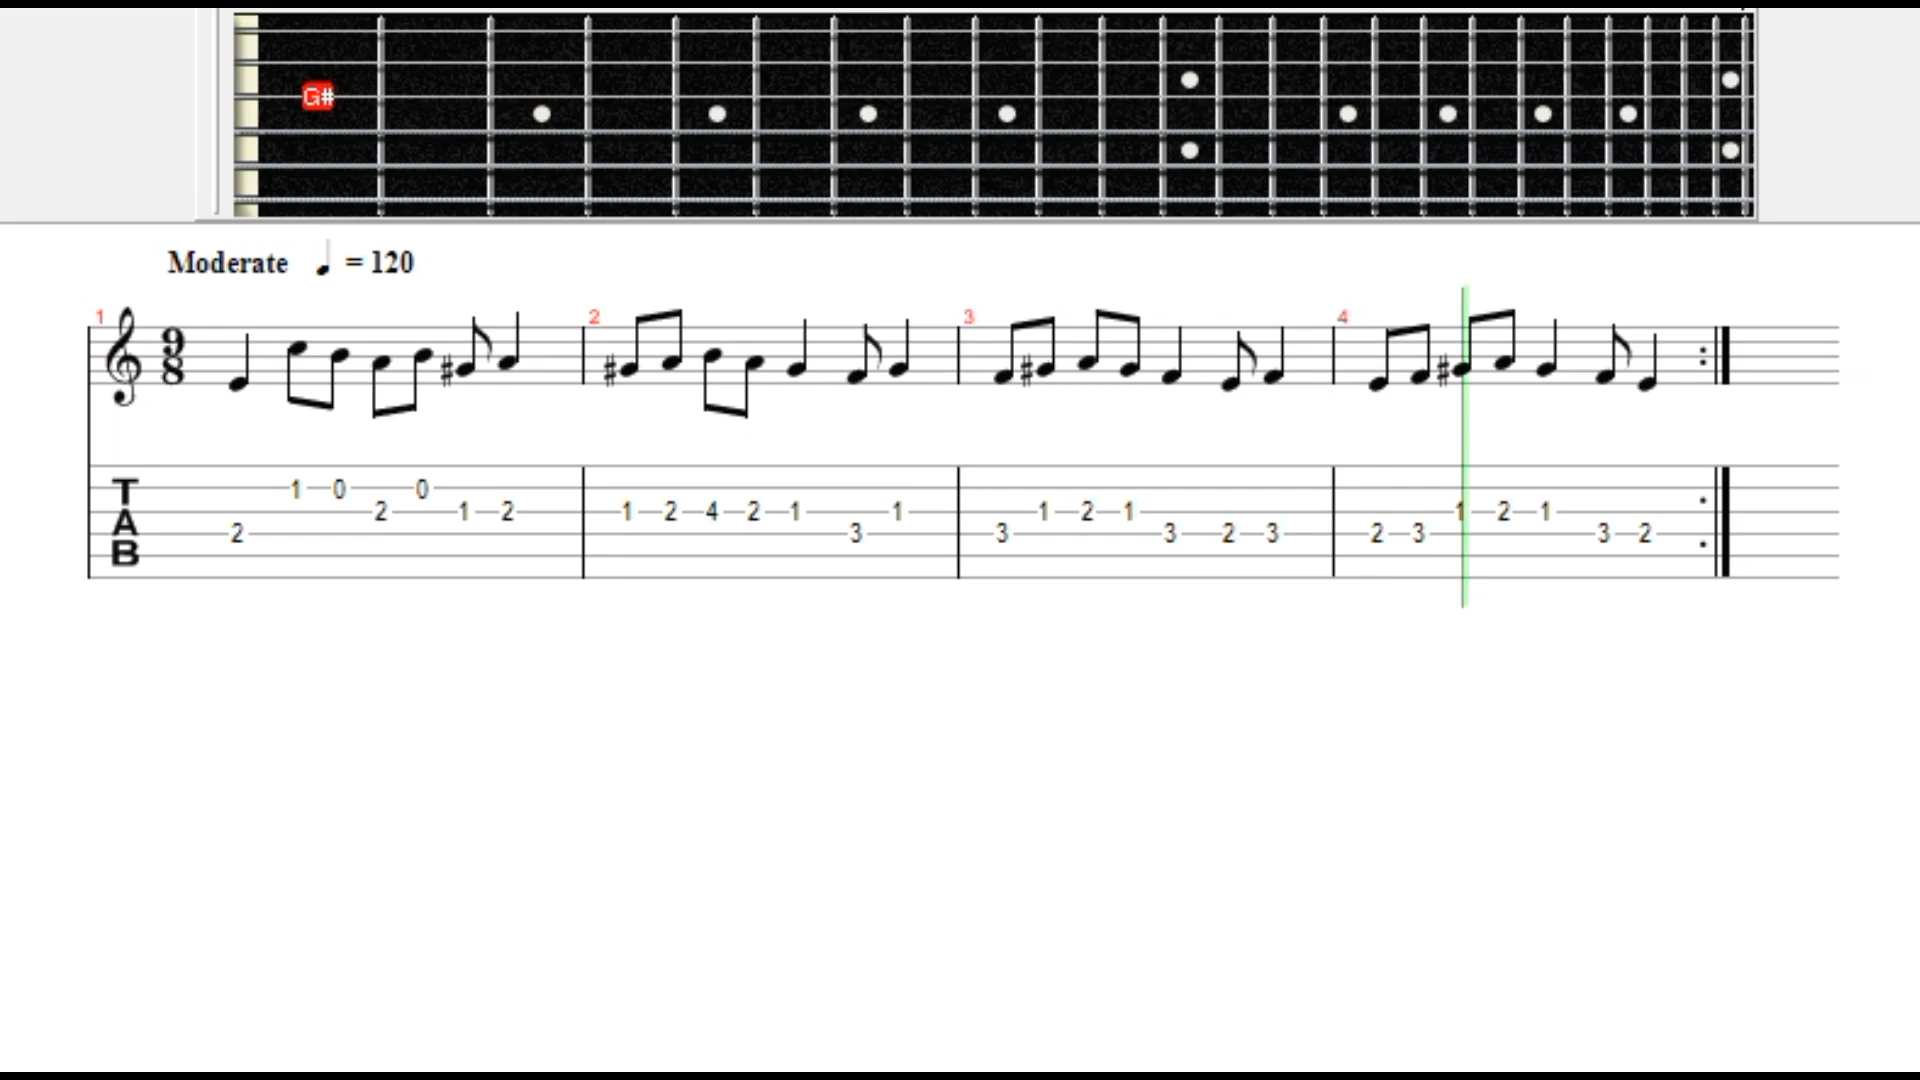 G#
Moderate = 120
1 2 3 4
9
8
T 1 0 0
A 2 1 2 1 2 4 2 1 1 1 2 1 1 2 1
2 3 3 3 2 3 2 3 3 2
B